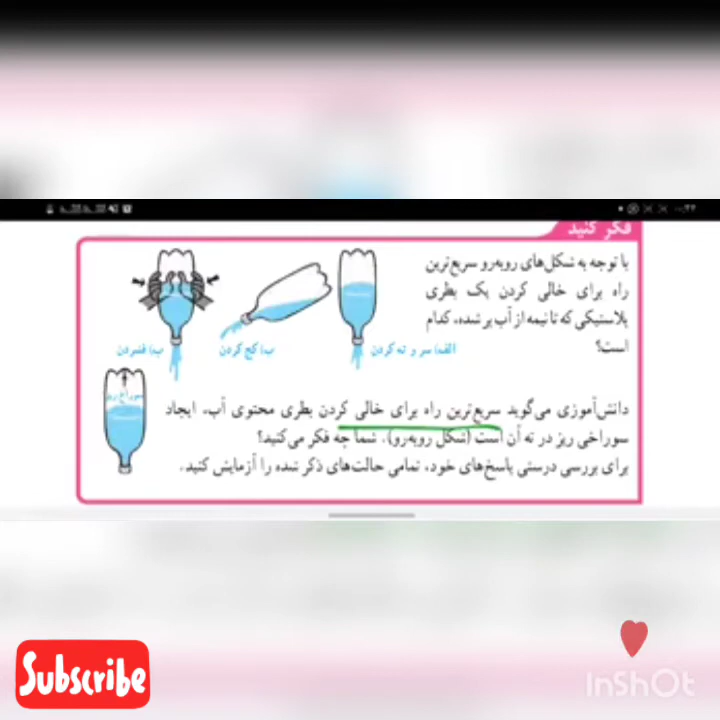 فکر کنید
با توجه به شکل‌های روبه‌رو سریع‌ترین
راه برای خالی کردن یک بطری
پلاستیکی که تا نیمه از آب پر شده، کدام
است؟
الف) سر و ته کردن
ب) کج کردن
پ) فشردن
سوراخ ریز
دانش‌آموزی می‌گوید سریع‌ترین راه برای خالی کردن بطری محتوی آب، ایجاد
سوراخی ریز در ته آن است (شکل روبه‌رو). شما چه فکر می‌کنید؟
برای بررسی درستی پاسخ‌های خود، تمامی حالت‌های ذکر شده را آزمایش کنید.
Subscribe
InShOt